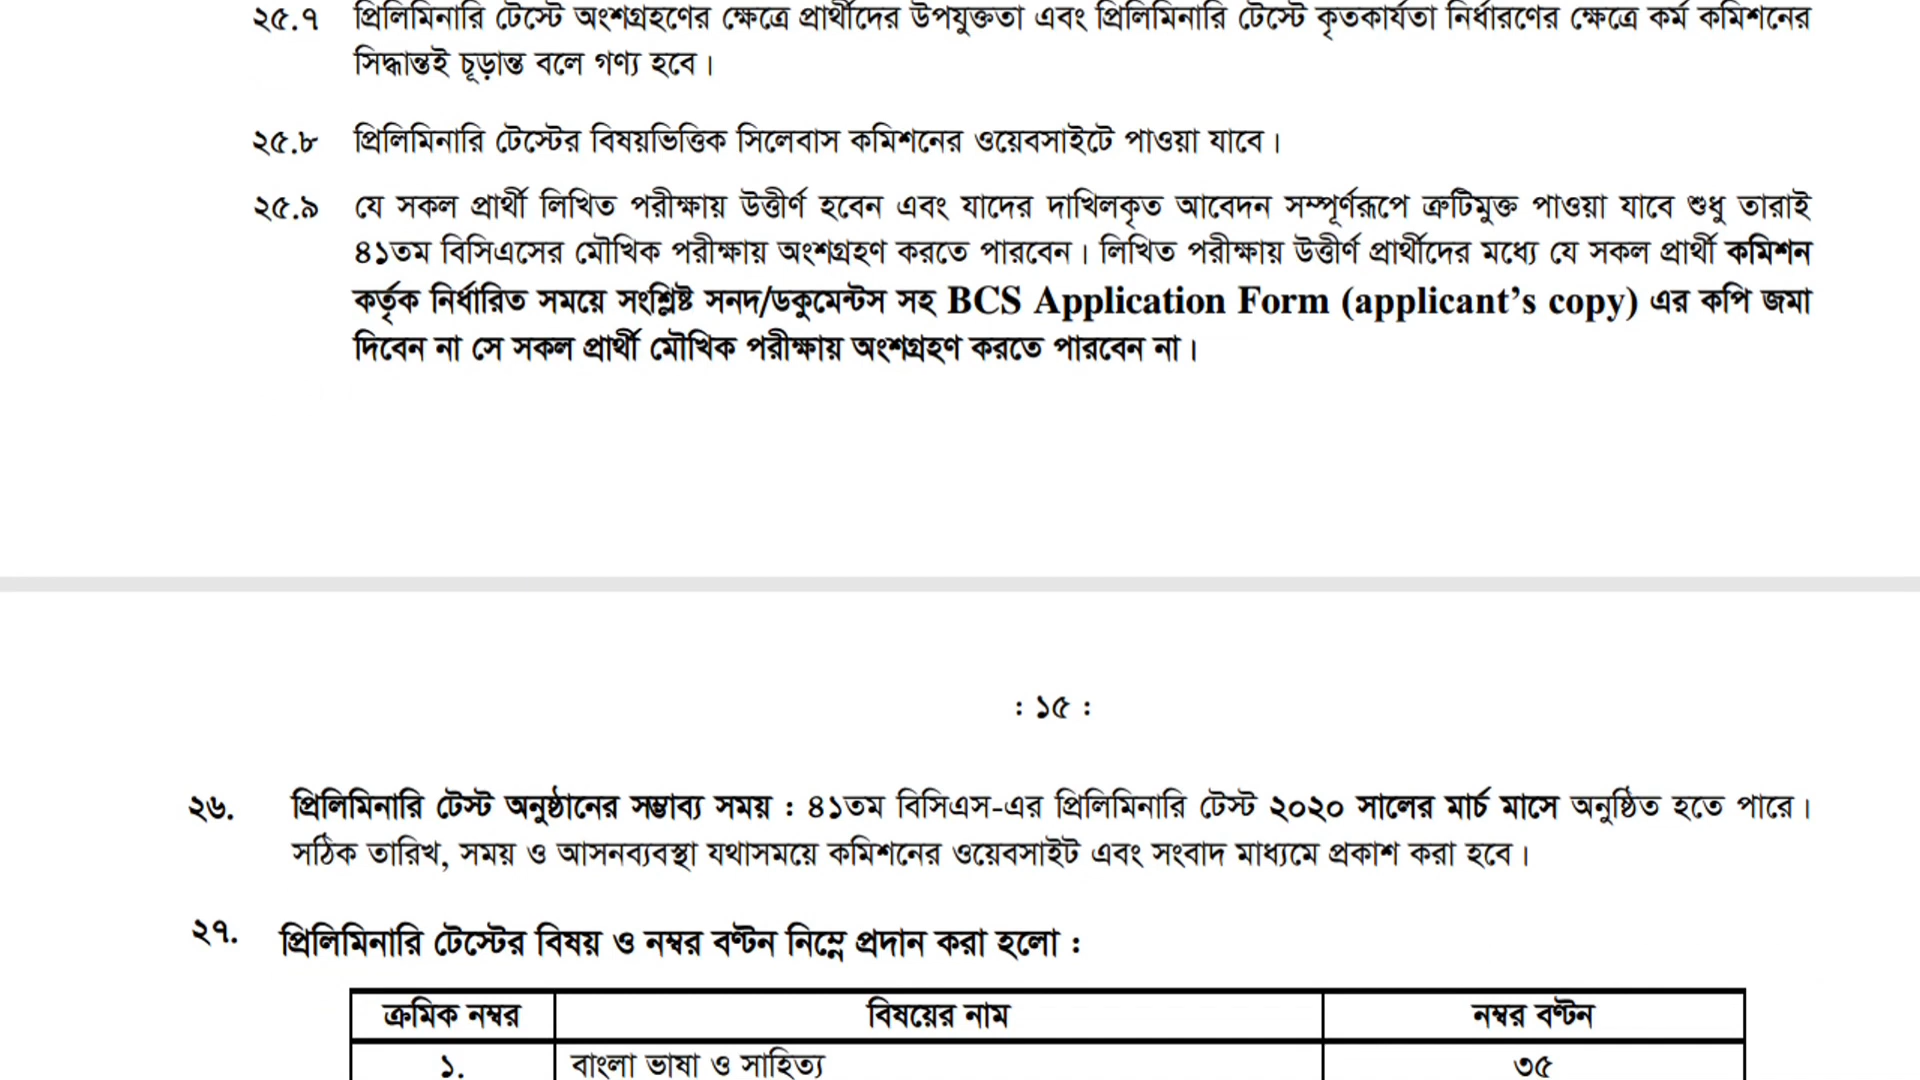 ২৫.৭ প্রিলিমিনারি টেস্টে অংশগ্রহণের ক্ষেত্রে প্রার্থীদের উপযুক্ততা এবং প্রিলিমিনারি টেস্টে কৃতকার্যতা নির্ধারণের ক্ষেত্রে কর্ম কমিশনের
সিদ্ধান্তই চূড়ান্ত বলে গণ্য হবে।
২৫.৮ প্রিলিমিনারি টেস্টের বিষয়ভিত্তিক সিলেবাস কমিশনের ওয়েবসাইটে পাওয়া যাবে।
২৫.৯ যে সকল প্রার্থী লিখিত পরীক্ষায় উত্তীর্ণ হবেন এবং যাদের দাখিলকৃত আবেদন সম্পূর্ণরূপে ত্রুটিমুক্ত পাওয়া যাবে শুধু তারাই
৪১তম বিসিএসের মৌখিক পরীক্ষায় অংশগ্রহণ করতে পারবেন। লিখিত পরীক্ষায় উত্তীর্ণ প্রার্থীদের মধ্যে যে সকল প্রার্থী কমিশন
কর্তৃক নির্ধারিত সময়ে সংশ্লিষ্ট সনদ/ডকুমেন্টস সহ BCS Application Form (applicant’s copy) এর কপি জমা
দিবেন না সে সকল প্রার্থী মৌখিক পরীক্ষায় অংশগ্রহণ করতে পারবেন না।
: ১৫ :
২৬. প্রিলিমিনারি টেস্ট অনুষ্ঠানের সম্ভাব্য সময় : ৪১তম বিসিএস-এর প্রিলিমিনারি টেস্ট ২০২০ সালের মার্চ মাসে অনুষ্ঠিত হতে পারে।
সঠিক তারিখ, সময় ও আসনব্যবস্থা যথাসময়ে কমিশনের ওয়েবসাইট এবং সংবাদ মাধ্যমে প্রকাশ করা হবে।
২৭. প্রিলিমিনারি টেস্টের বিষয় ও নম্বর বণ্টন নিম্নে প্রদান করা হলো :
ক্রমিক নম্বর বিষয়ের নাম নম্বর বণ্টন
১. বাংলা ভাষা ও সাহিত্য ৩৫